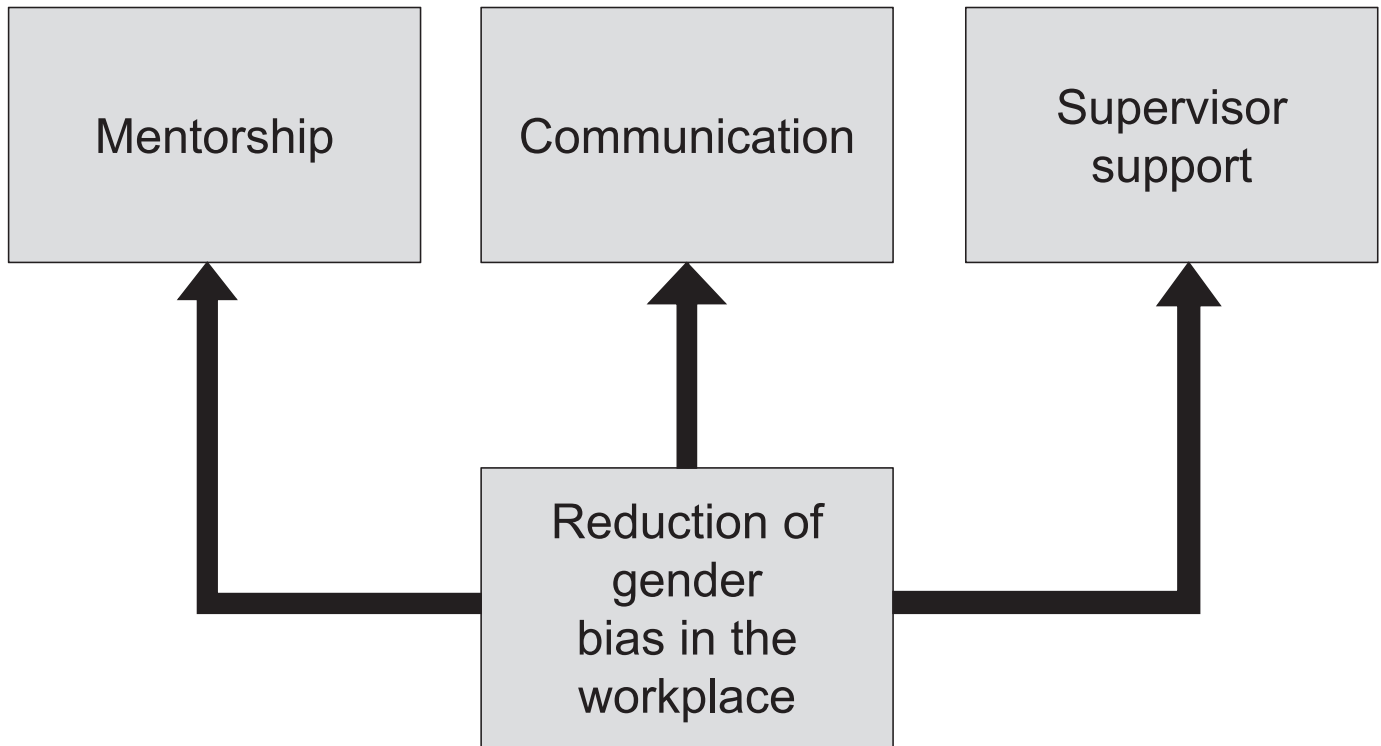 Mentorship
Communication
Supervisor
support
Reduction of
gender
bias in the
workplace